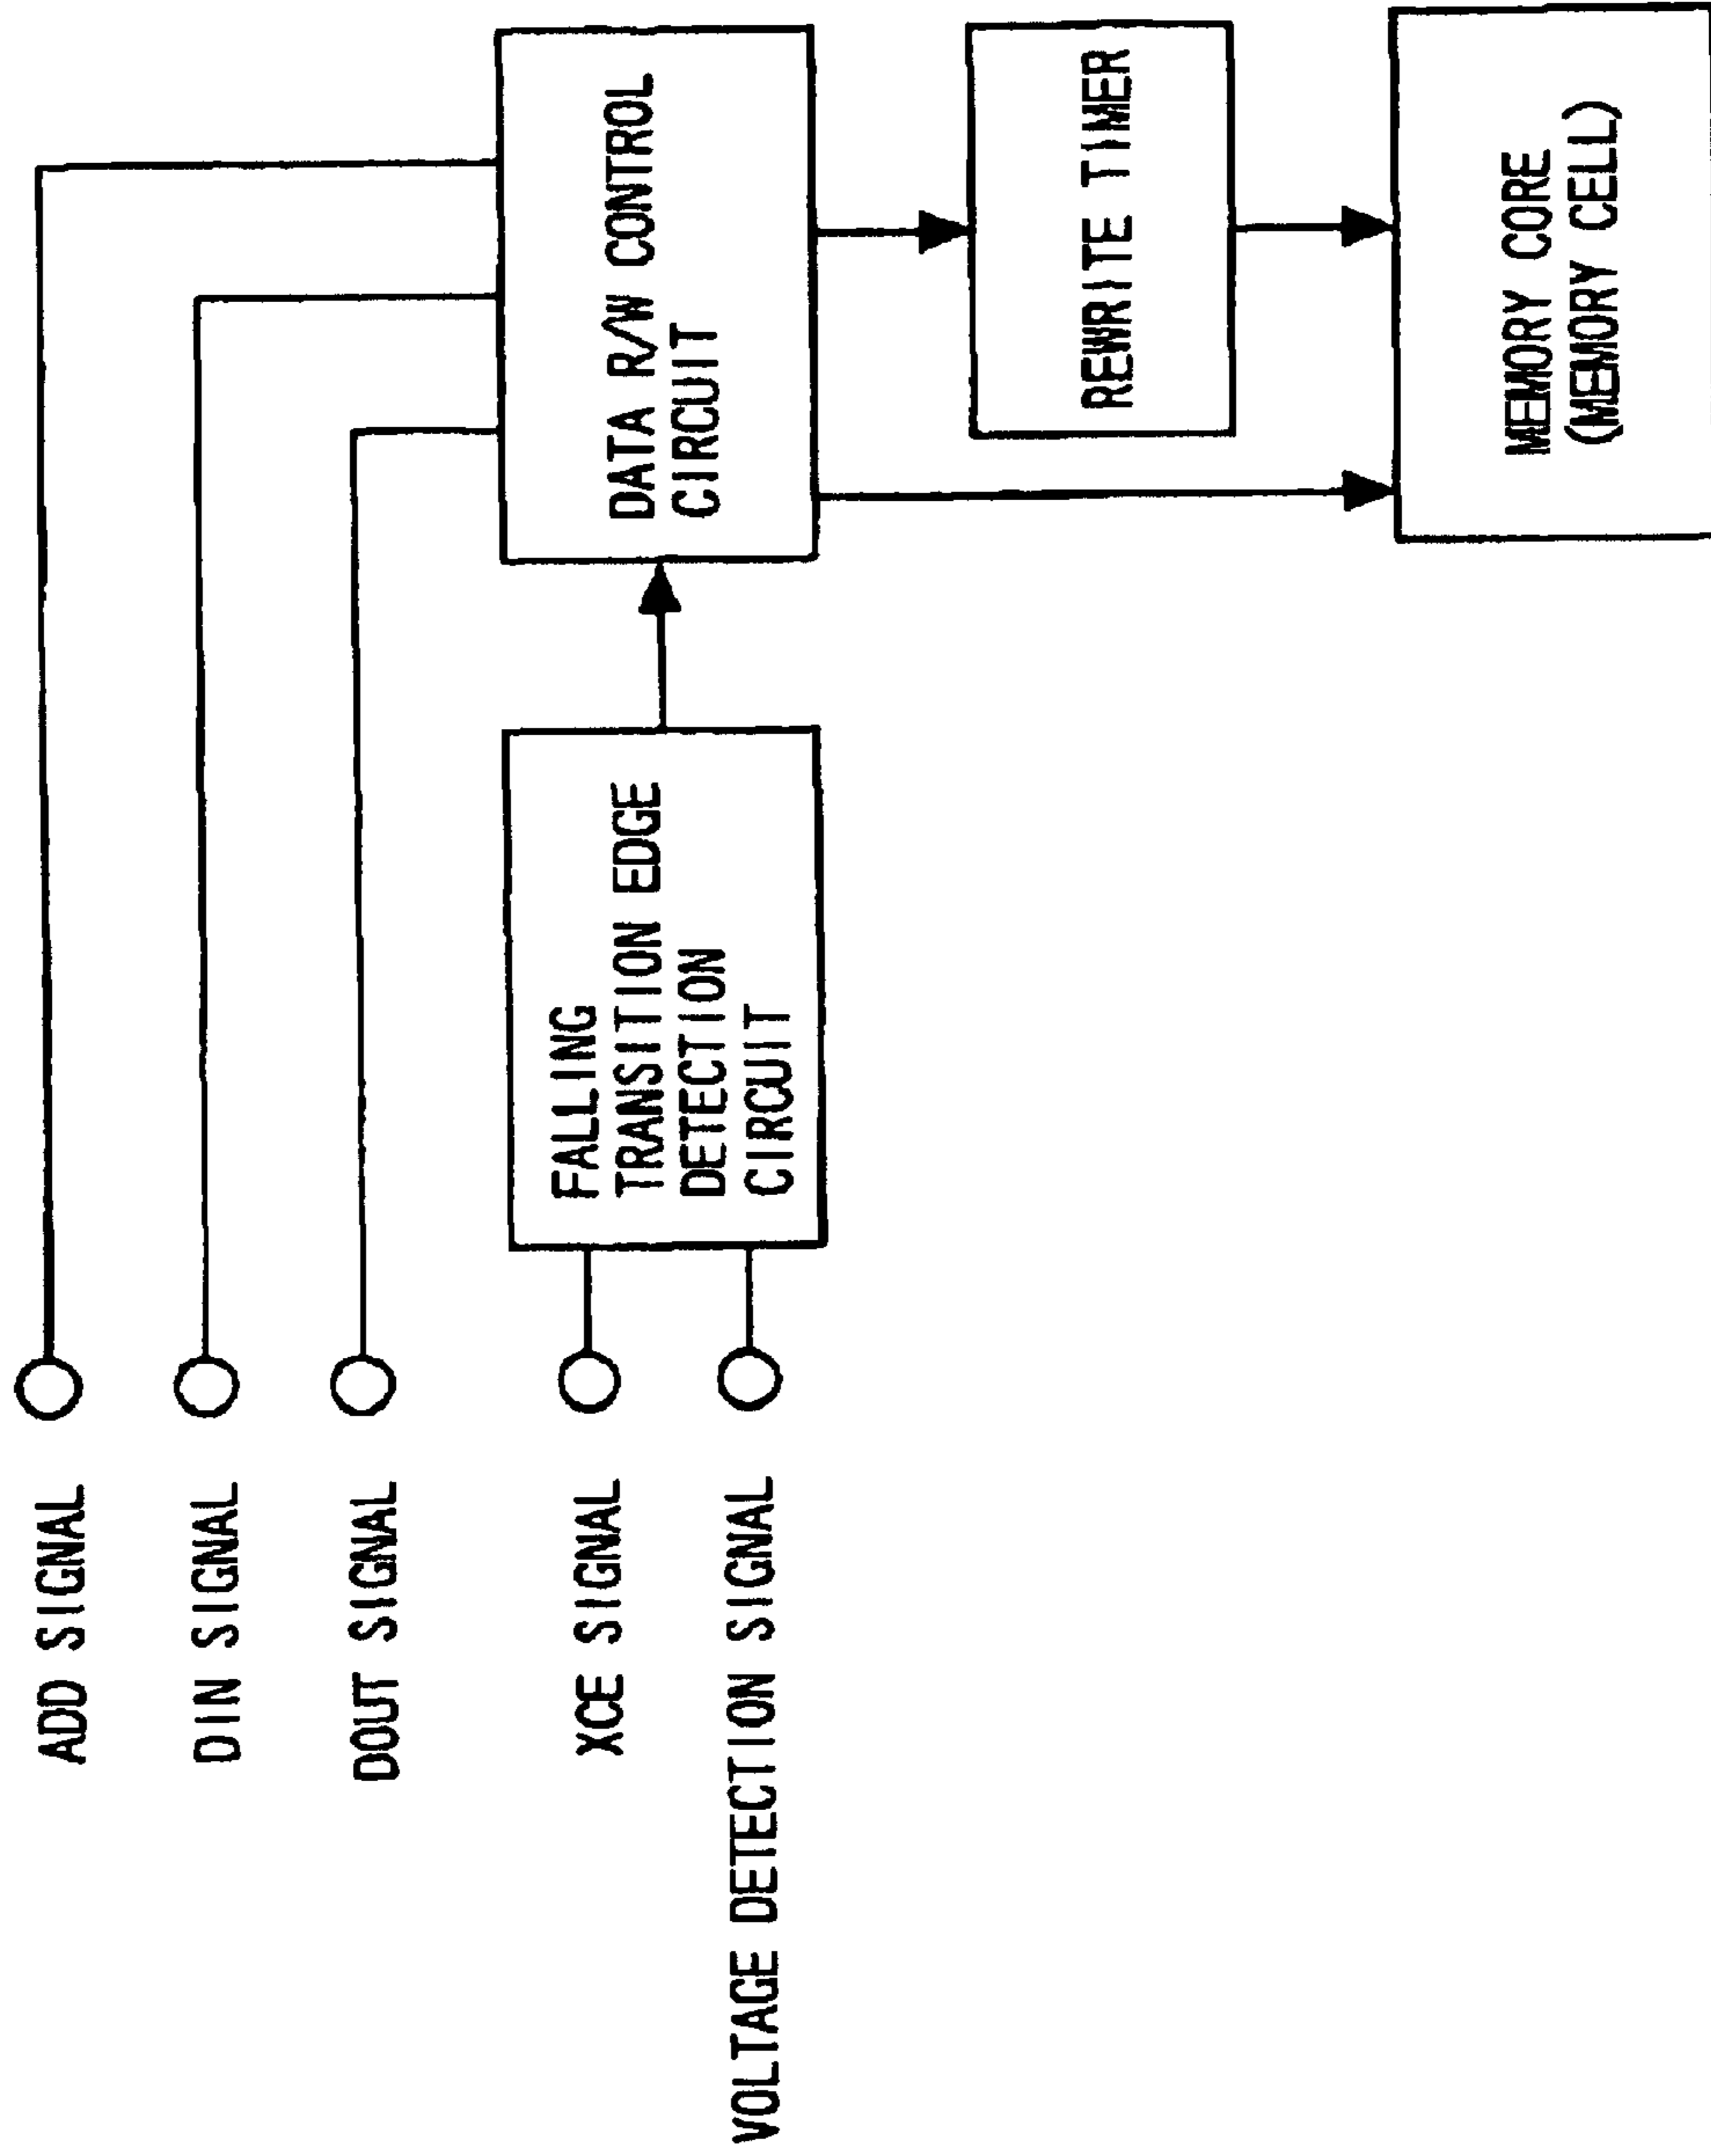 ADD SIGNAL
DIN SIGNAL
DOUT SIGNAL
XCE SIGNAL
VOLTAGE DETECTION SIGNAL
FALLING
TRANSITION EDGE
DETECTION
CIRCUIT
DATA R/W CONTROL
CIRCUIT
REWRITE TIMER
MEMORY CORE
(MEMORY CELL)